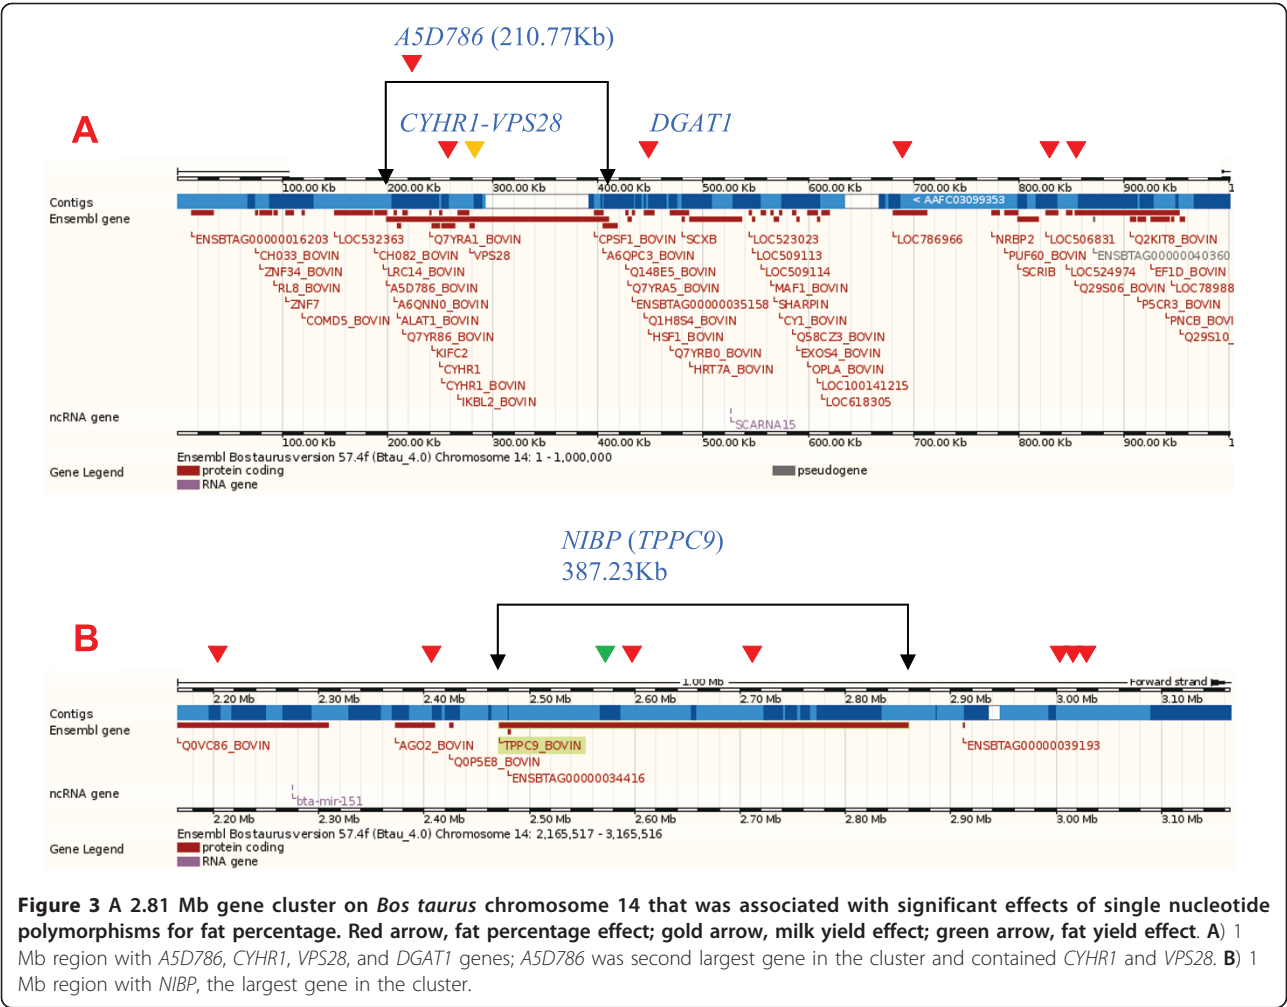 A5D786 (210.77Kb)
A
CYHR1-VPS28
DGAT1
100.00 Kb 200.00 Kb 300.00 Kb 400.00 Kb 500.00 Kb 600.00 Kb 700.00 Kb 800.00 Kb 900.00 Kb 1
Contigs
< AAFC03099353
Ensembl gene
ENSBTAG00000016203 LOC532363 Q7YRA1_BOVIN CPSF1_BOVIN SCXB LOC523023 LOC786966 NRBP2 LOC506831 Q2KIT8_BOVIN
CH033_BOVIN CH082_BOVIN VPS28 A6QPC3_BOVIN LOC509113 PUF60_BOVIN ENSBTAG00000040360
ZNF34_BOVIN LRC14_BOVIN Q148E5_BOVIN LOC509114 SCRIB LOC524974 EF1D_BOVIN
RL8_BOVIN A5D786_BOVIN Q7YRA5_BOVIN MAF1_BOVIN Q29S06_BOVIN LOC78988
ZNF7 A6QNN0_BOVIN ENSBTAG00000035158 SHARPIN P5CR3_BOVIN
COMD5_BOVIN ALAT1_BOVIN Q1H8S4_BOVIN CY1_BOVIN PNCB_BOVI
Q7YR86_BOVIN HSF1_BOVIN Q58CZ3_BOVIN Q29S10_
KIFC2 Q7YRB0_BOVIN EXOS4_BOVIN
CYHR1 HRT7A_BOVIN OPLA_BOVIN
CYHR1_BOVIN LOC100141215
IKBL2_BOVIN LOC618305
ncRNA gene
SCARNA15
100.00 Kb 200.00 Kb 300.00 Kb 400.00 Kb 500.00 Kb 600.00 Kb 700.00 Kb 800.00 Kb 900.00 Kb 1
Ensembl Bos taurus version 57.4f (Btau_4.0) Chromosome 14: 1 - 1,000,000
Gene Legend protein coding pseudogene
RNA gene
NIBP (TPPC9)
387.23Kb
B
1.00 Mb Forward strand
2.20 Mb 2.30 Mb 2.40 Mb 2.50 Mb 2.60 Mb 2.70 Mb 2.80 Mb 2.90 Mb 3.00 Mb 3.10 Mb
Contigs
Ensembl gene
Q0VC86_BOVIN AGO2_BOVIN TPPC9_BOVIN ENSBTAG00000039193
Q0P5E8_BOVIN
ENSBTAG00000034416
ncRNA gene
bta-mir-151
2.20 Mb 2.30 Mb 2.40 Mb 2.50 Mb 2.60 Mb 2.70 Mb 2.80 Mb 2.90 Mb 3.00 Mb 3.10 Mb
Ensembl Bos taurus version 57.4f (Btau_4.0) Chromosome 14: 2,165,517 - 3,165,516
Gene Legend protein coding
RNA gene
Figure 3 A 2.81 Mb gene cluster on Bos taurus chromosome 14 that was associated with significant effects of single nucleotide
polymorphisms for fat percentage. Red arrow, fat percentage effect; gold arrow, milk yield effect; green arrow, fat yield effect. A) 1
Mb region with A5D786, CYHR1, VPS28, and DGAT1 genes; A5D786 was second largest gene in the cluster and contained CYHR1 and VPS28. B) 1
Mb region with NIBP, the largest gene in the cluster.